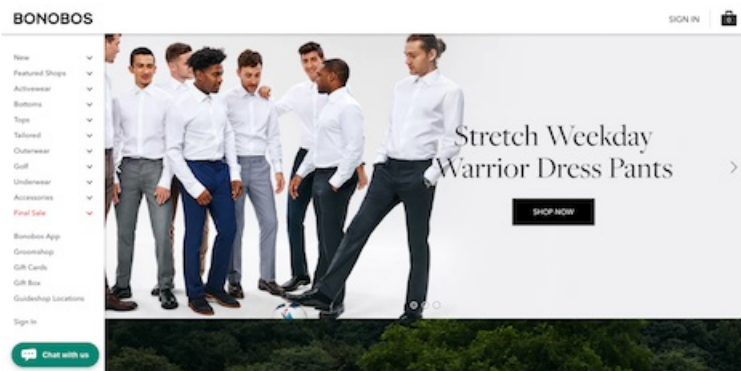 BONOBOS
SIGN IN
0
New
Featured Shops
Activewear
Bottoms
Tops
Tailored
Outerwear
Golf
Underwear
Accessories
Final Sale
Bonobos App
Groomshop
Gift Cards
Gift Box
Guideshop Locations
Sign In
Chat with us
Stretch Weekday
Warrior Dress Pants
SHOP NOW